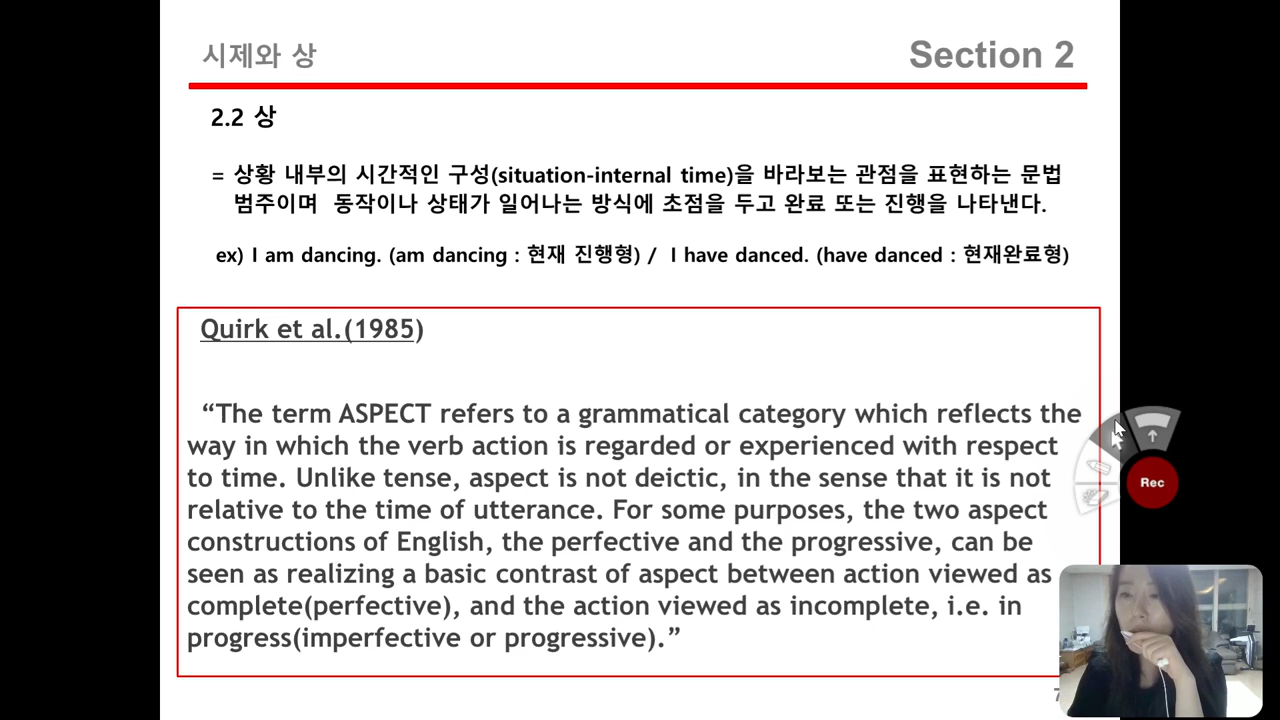 시제와 상
Section 2
2.2 상
= 상황 내부의 시간적인 구성(situation-internal time)을 바라보는 관점을 표현하는 문법
범주이며 동작이나 상태가 일어나는 방식에 초점을 두고 완료 또는 진행을 나타낸다.
ex) I am dancing. (am dancing : 현재 진행형) / I have danced. (have danced : 현재완료형)
Quirk et al.(1985)
“The term ASPECT refers to a grammatical category which reflects the
way in which the verb action is regarded or experienced with respect
to time. Unlike tense, aspect is not deictic, in the sense that it is not
relative to the time of utterance. For some purposes, the two aspect
constructions of English, the perfective and the progressive, can be
seen as realizing a basic contrast of aspect between action viewed as
complete(perfective), and the action viewed as incomplete, i.e. in
progress(imperfective or progressive).”
Rec